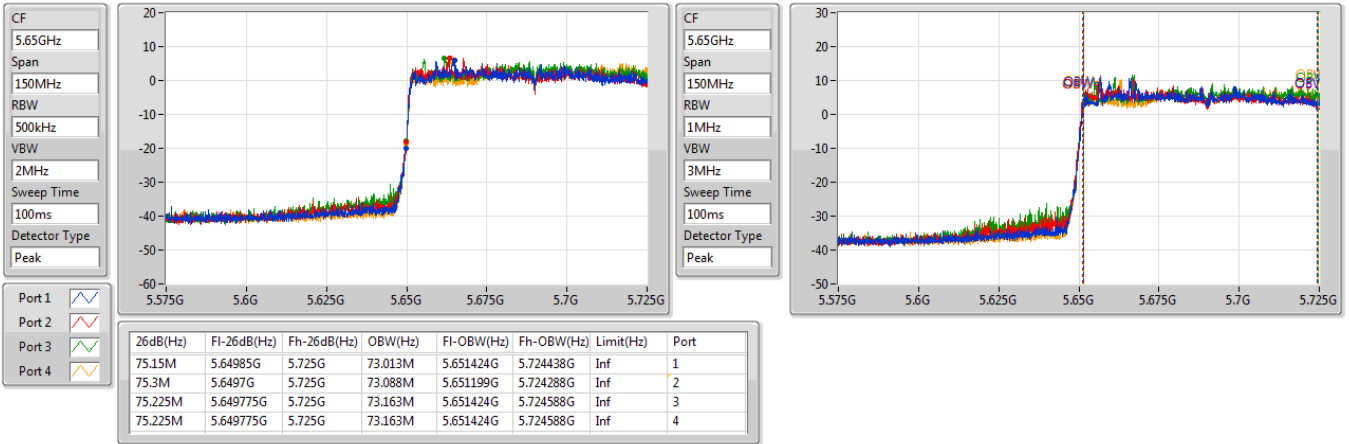 CF
5.65GHz
Span
150MHz
RBW
500kHz
VBW
2MHz
Sweep Time
100ms
Detector Type
Peak
20
10
0
-10
-20
-30
-40
-50
-60
5.575G 5.6G 5.625G 5.65G 5.675G 5.7G 5.725G
CF
5.65GHz
Span
150MHz
RBW
1MHz
VBW
3MHz
Sweep Time
100ms
Detector Type
Peak
30
20
10
0
-10
-20
-30
-40
-50
OBW
OBW
OBW
5.575G 5.6G 5.625G 5.65G 5.675G 5.7G 5.725G
Port 1
Port 2
Port 3
Port 4
26dB(Hz) Fl-26dB(Hz) Fh-26dB(Hz) OBW(Hz) Fl-OBW(Hz) Fh-OBW(Hz) Limit(Hz) Port
75.15M 5.64985G 5.725G 73.013M 5.651424G 5.724438G Inf 1
75.3M 5.6497G 5.725G 73.088M 5.651199G 5.724288G Inf 2
75.225M 5.649775G 5.725G 73.163M 5.651424G 5.724588G Inf 3
75.225M 5.649775G 5.725G 73.163M 5.651424G 5.724588G Inf 4